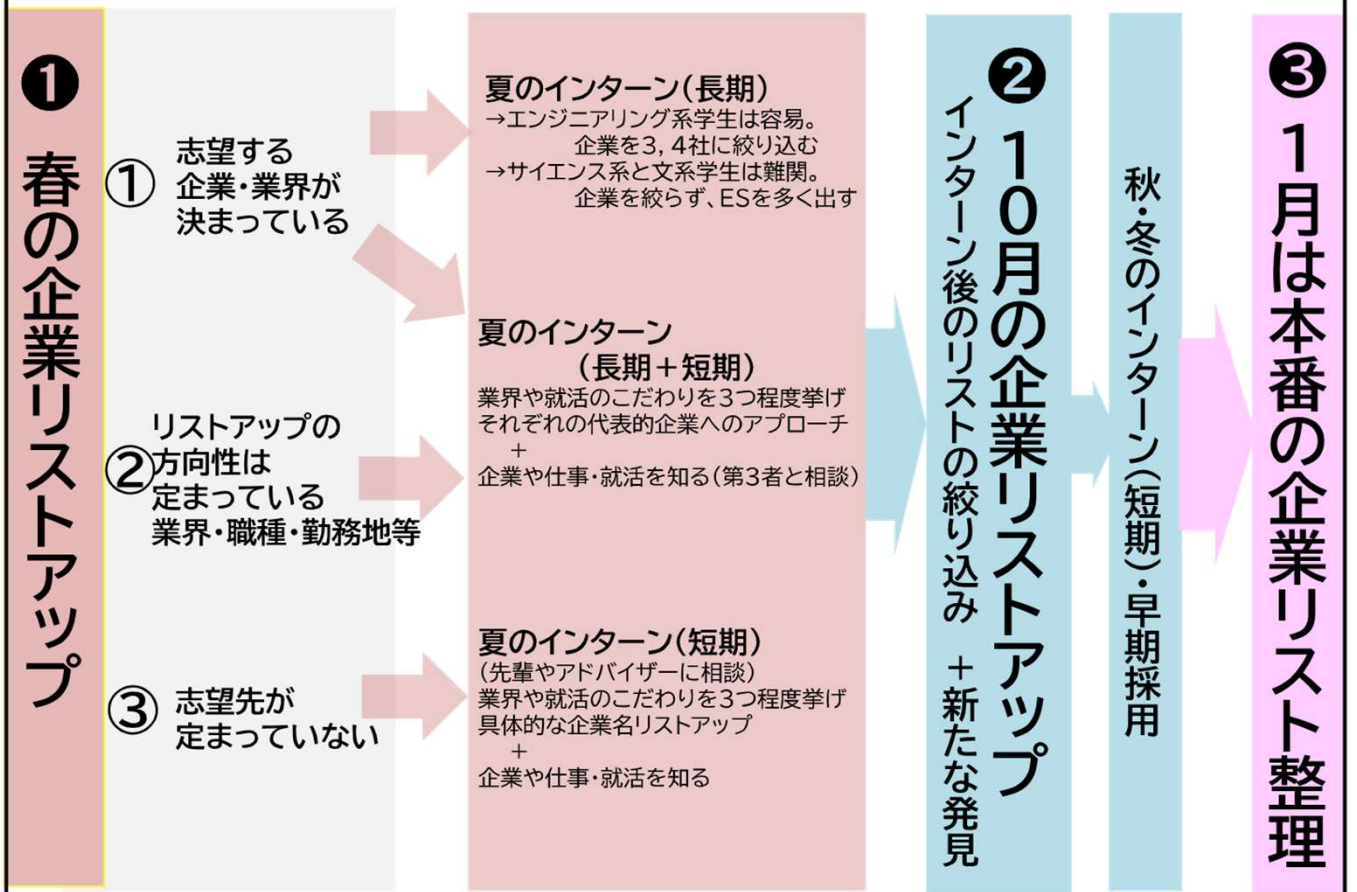 ❶ 春の企業リストアップ
① 志望する
企業・業界が
決まっている
②リストアップの
方向性は
定まっている
業界・職種・勤務地等
③ 志望先が
定まっていない
夏のインターン(長期)
→エンジニアリング系学生は容易。
企業を3,4社に絞り込む
→サイエンス系と文系学生は難関。
企業を絞らず、ESを多く出す
夏のインターン
(長期+短期)
業界や就活のこだわりを3つ程度挙げ
それぞれの代表的企業へのアプローチ
+
企業や仕事・就活を知る(第3者と相談)
夏のインターン(短期)
(先輩やアドバイザーに相談)
業界や就活のこだわりを3つ程度挙げ
具体的な企業名リストアップ
+
企業や仕事・就活を知る
❷ 10月の企業リストアップ
インターン後のリストの絞り込み +新たな発見
秋・冬のインターン(短期)・早期採用
❸ 1月は本番の企業リスト整理